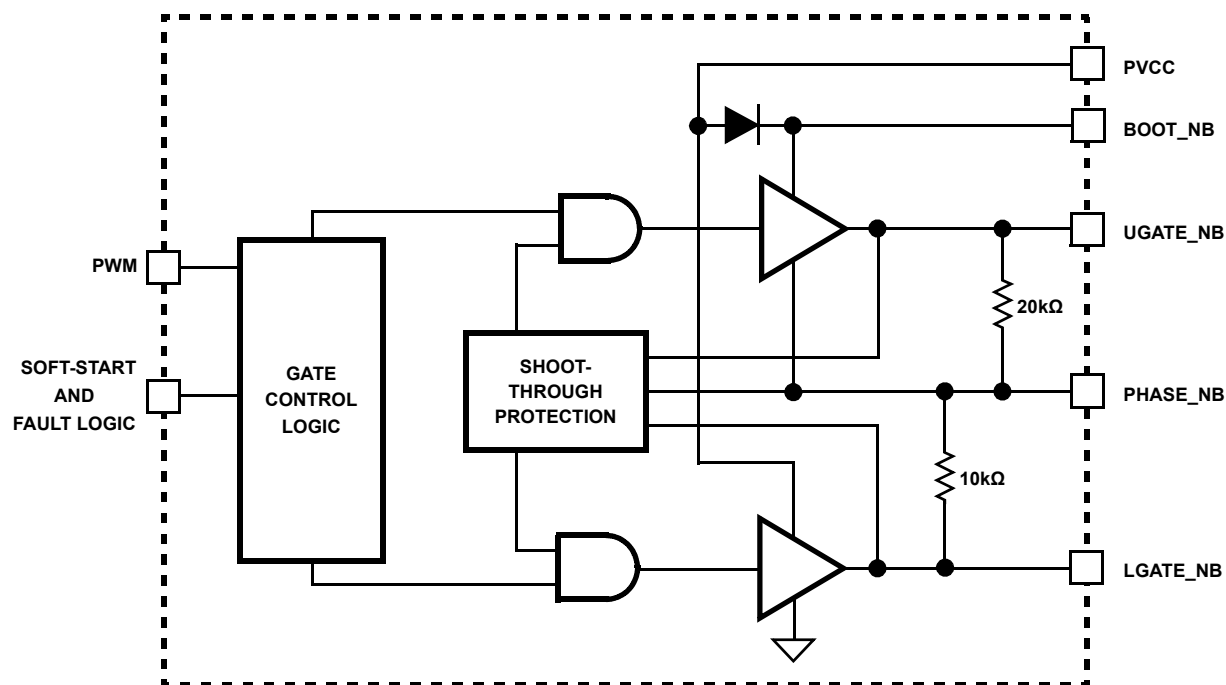 PVCC
BOOT_NB
UGATE_NB
PWM
20kΩ
SOFT-START
AND
FAULT LOGIC
GATE
CONTROL
LOGIC
SHOOT-
THROUGH
PROTECTION
PHASE_NB
10kΩ
LGATE_NB